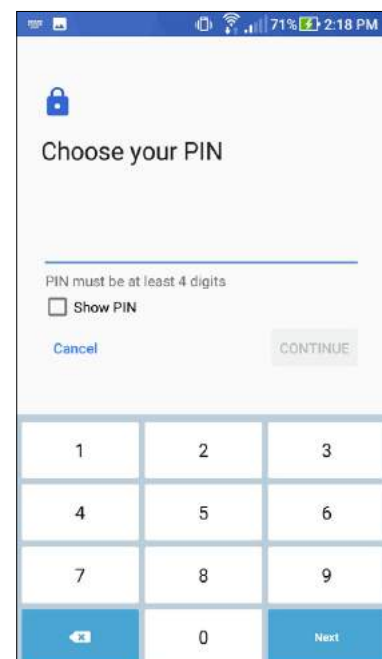 71% 2:18 PM
Choose your PIN
PIN must be at least 4 digits
Show PIN
Cancel CONTINUE
1 2 3
4 5 6
7 8 9
0 Next